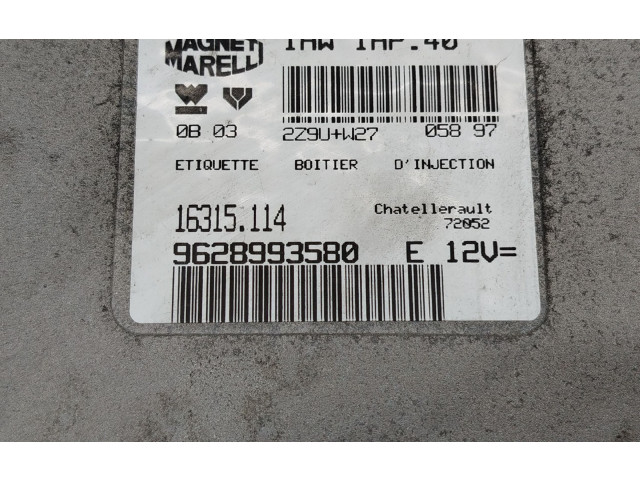 MAGNETI IAW 1AP.40
MARELLI
0B 03 2Z9U+W27 058 97
ETIQUETTE BOITIER D'INJECTION
16315.114 Chatellerault
72052
9628993580 E 12V=